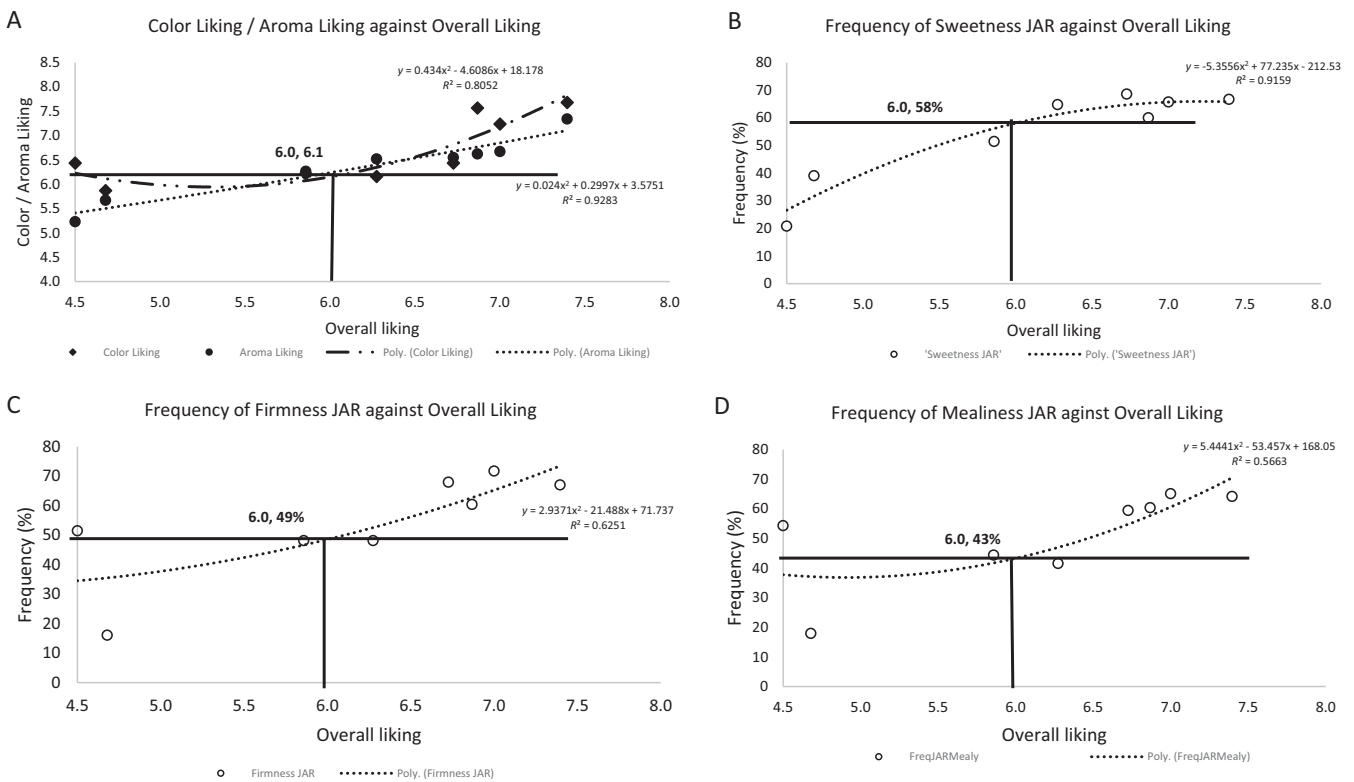 A
Color Liking / Aroma Liking against Overall Liking
8.5
8.0
7.5
7.0
6.5
6.0
5.5
5.0
4.5
4.0
Color / Aroma Liking
y = 0.434x² - 4.6086x + 18.178
R² = 0.8052
6.0, 6.1
y = 0.024x² + 0.2997x + 3.5751
R² = 0.9283
4.5 5.0 5.5 6.0 6.5 7.0 7.5 8.0
Overall liking
Color Liking Aroma Liking Poly. (Color Liking) Poly. (Aroma Liking)
B
Frequency of Sweetness JAR against Overall Liking
80
70
60
50
40
30
20
10
0
Frequency (%)
y = -5.3556x² + 77.235x - 212.53
R² = 0.9159
6.0, 58%
4.5 5.0 5.5 6.0 6.5 7.0 7.5 8.0
Overall liking
'Sweetness JAR' Poly. ('Sweetness JAR')
C
Frequency of Firmness JAR against Overall Liking
80
70
60
50
40
30
20
10
0
Frequency (%)
6.0, 49%
y = 2.9371x² - 21.488x + 71.737
R² = 0.6251
4.5 5.0 5.5 6.0 6.5 7.0 7.5 8.0
Overall liking
Firmness JAR Poly. (Firmness JAR)
D
Frequency of Mealiness JAR aginst Overall Liking
80
70
60
50
40
30
20
10
0
Frequency (%)
y = 5.4441x² - 53.457x + 168.05
R² = 0.5663
6.0, 43%
4.5 5.0 5.5 6.0 6.5 7.0 7.5 8.0
Overall liking
FreqJARMealy Poly. (FreqJARMealy)